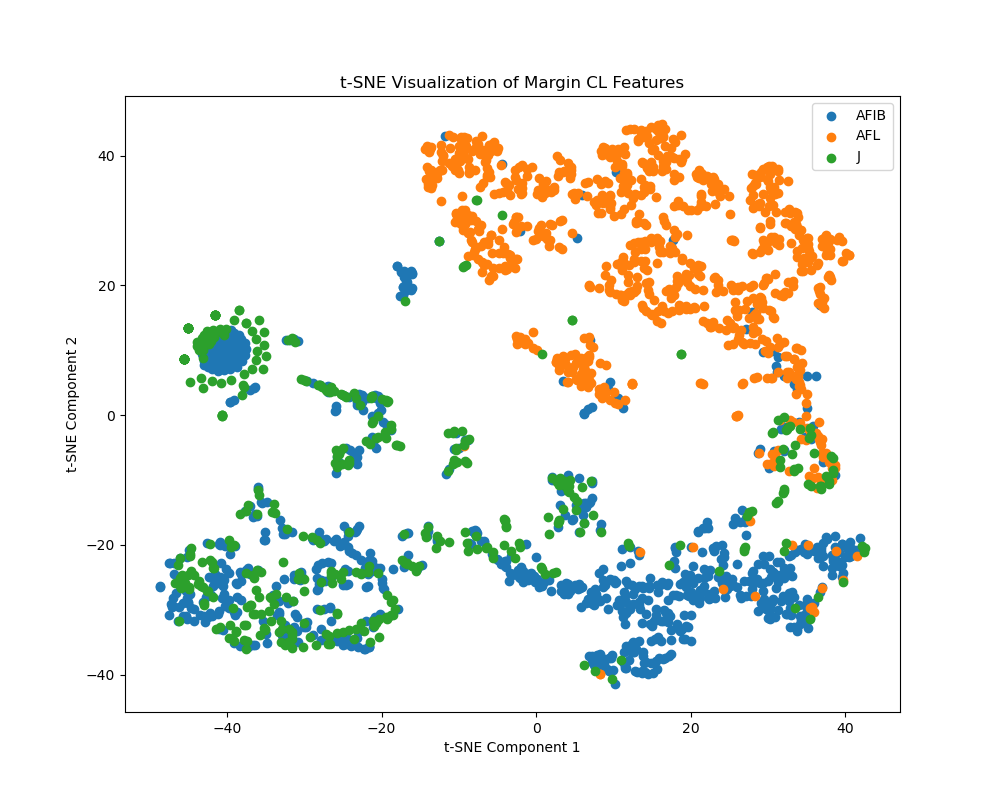 t-SNE Visualization of Margin CL Features
AFIB
AFL
J
40
20
0
−20
−40
t-SNE Component 2
−40
−20
0
20
40
t-SNE Component 1